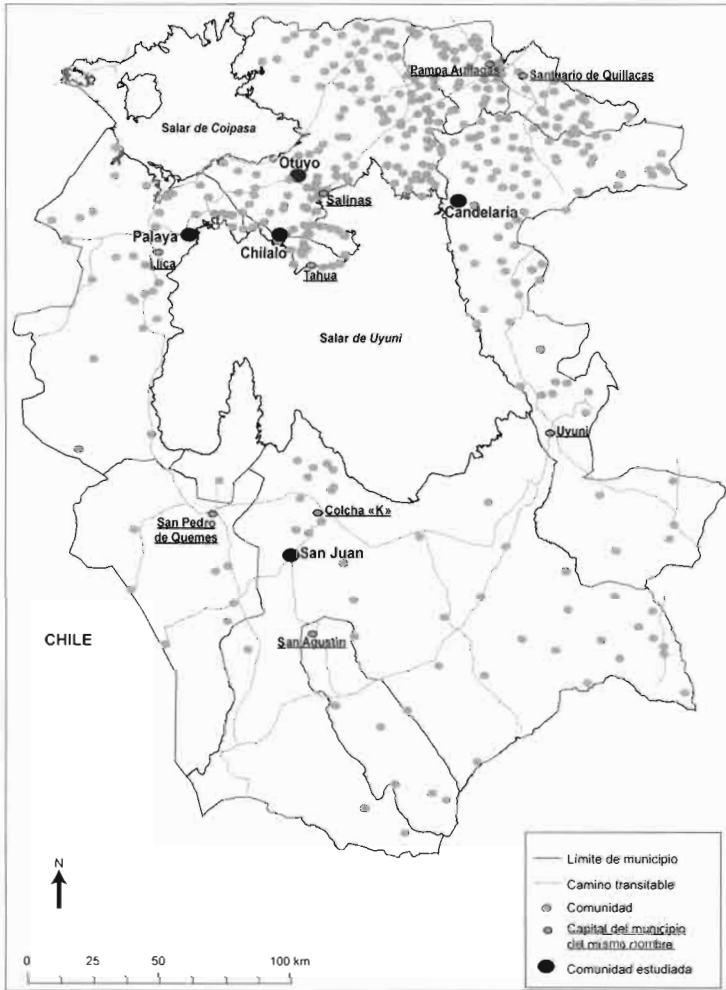 Pampa Aullagas
Santuario de Quillacas
Salar de Coipasa
Otuyo
Salinas
Candelaria
Palaya
Chilalo
Llica
Tahua
Salar de Uyuni
Uyuni
Colcha «K»
San Pedro
de Quemes
San Juan
CHILE
San Agustín
N
Límite de municipio
Camino transitable
Comunidad
Capital del municipio
del mismo nombre
Comunidad estudiada
0 25 50 100 km